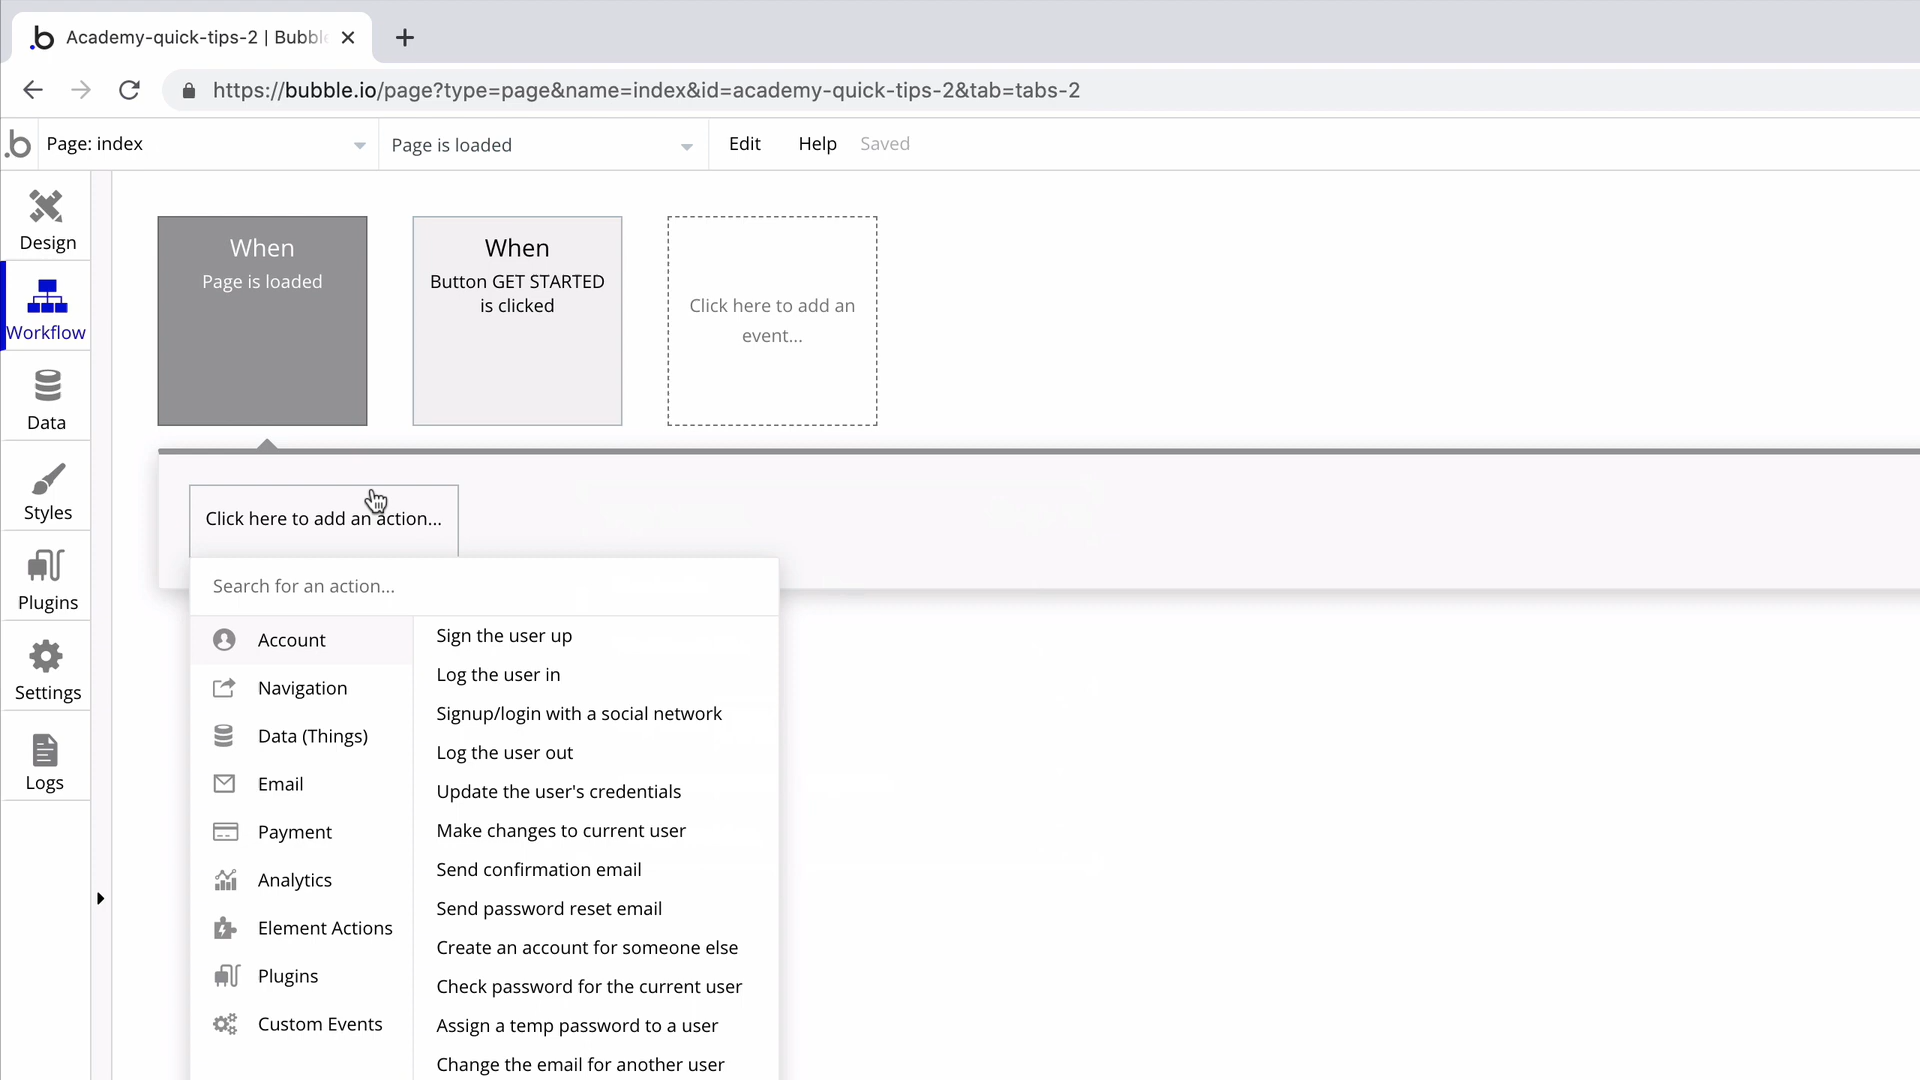 Academy-quick-tips-2 | Bubbl
https://bubble.io/page?type=page&name=index&id=academy-quick-tips-2&tab=tabs-2
Page: index
Page is loaded
Edit
Help
Saved
Design
Workflow
Data
Styles
Plugins
Settings
Logs
When
Page is loaded
When
Button GET STARTED
is clicked
Click here to add an
event...
Click here to add an action...
Search for an action...
Account
Navigation
Data (Things)
Email
Payment
Analytics
Element Actions
Plugins
Custom Events
Sign the user up
Log the user in
Signup/login with a social network
Log the user out
Update the user's credentials
Make changes to current user
Send confirmation email
Send password reset email
Create an account for someone else
Check password for the current user
Assign a temp password to a user
Change the email for another user